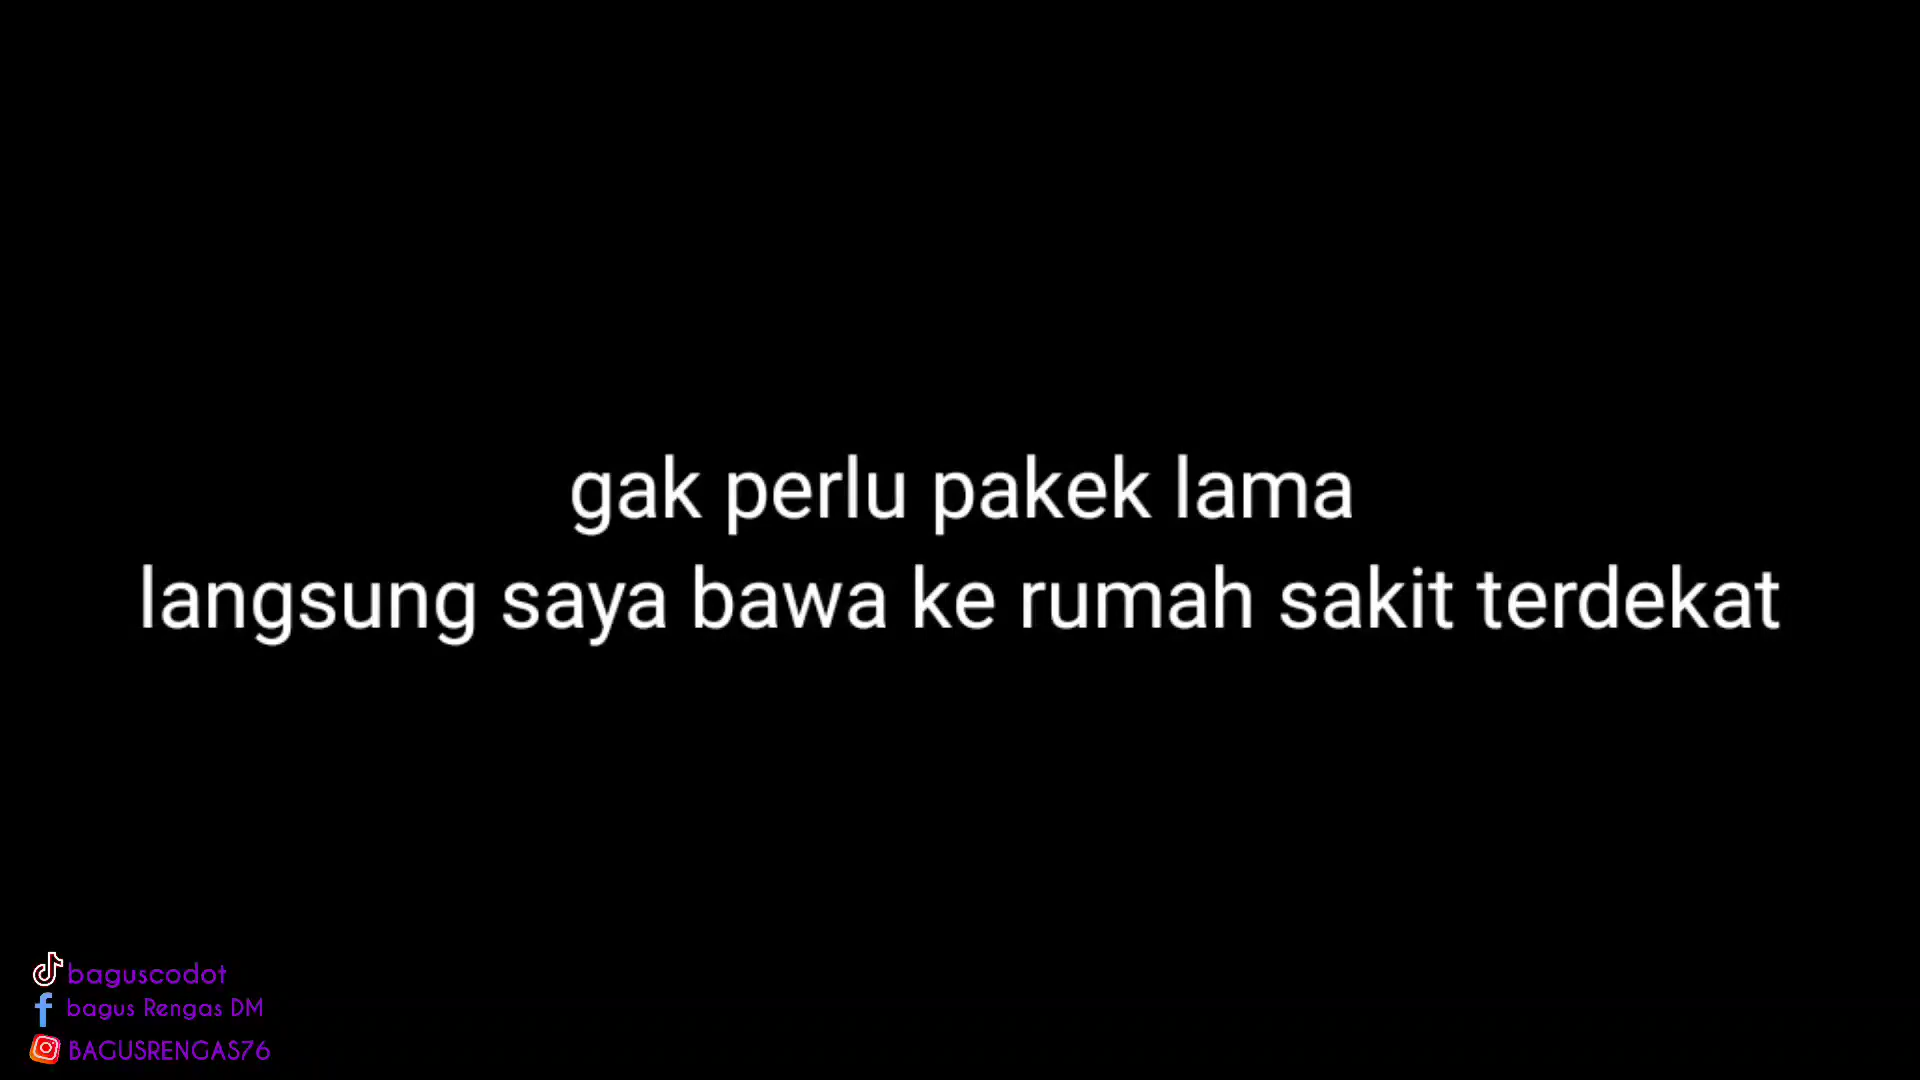 gak perlu pakek lama
langsung saya bawa ke rumah sakit terdekat
baguscodot
bagus Rengas DM
BAGUSRENGAS76